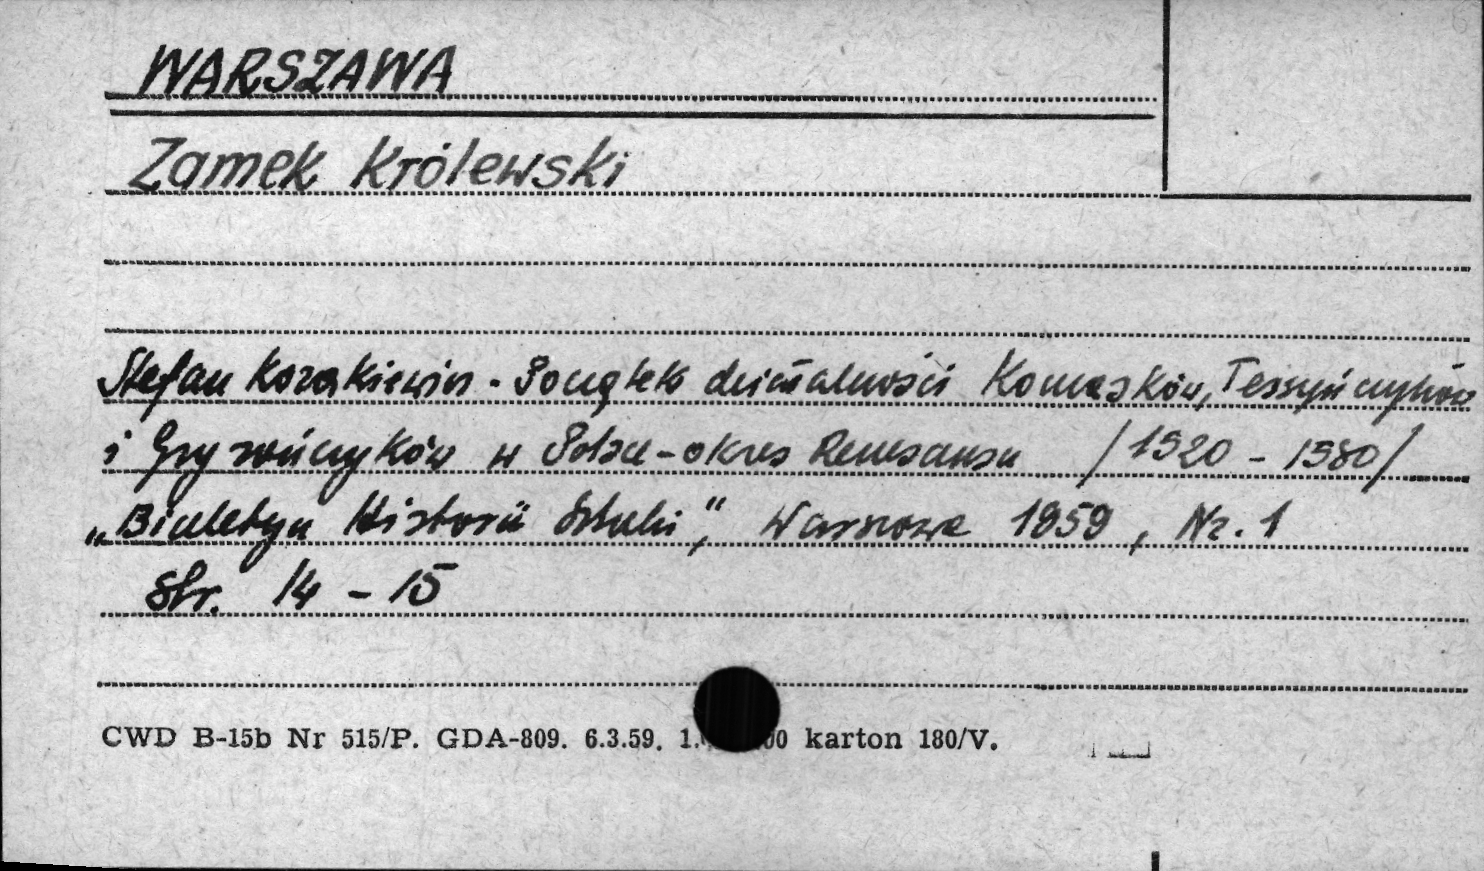 WARSZAWA
Zamek Królewski
Stefan Kozakiewicz - Początek działalności Komasków, Tessyńczyków
i Gryzończyków w Polsce - okres Renesansu /1520 - 1580/
„Biuletyn Historii Sztuki", Warszawa 1959, Nr. 1
Str. 14 - 15
CWD B-15b Nr 515/P. GDA-809. 6.3.59. karton 180/V.